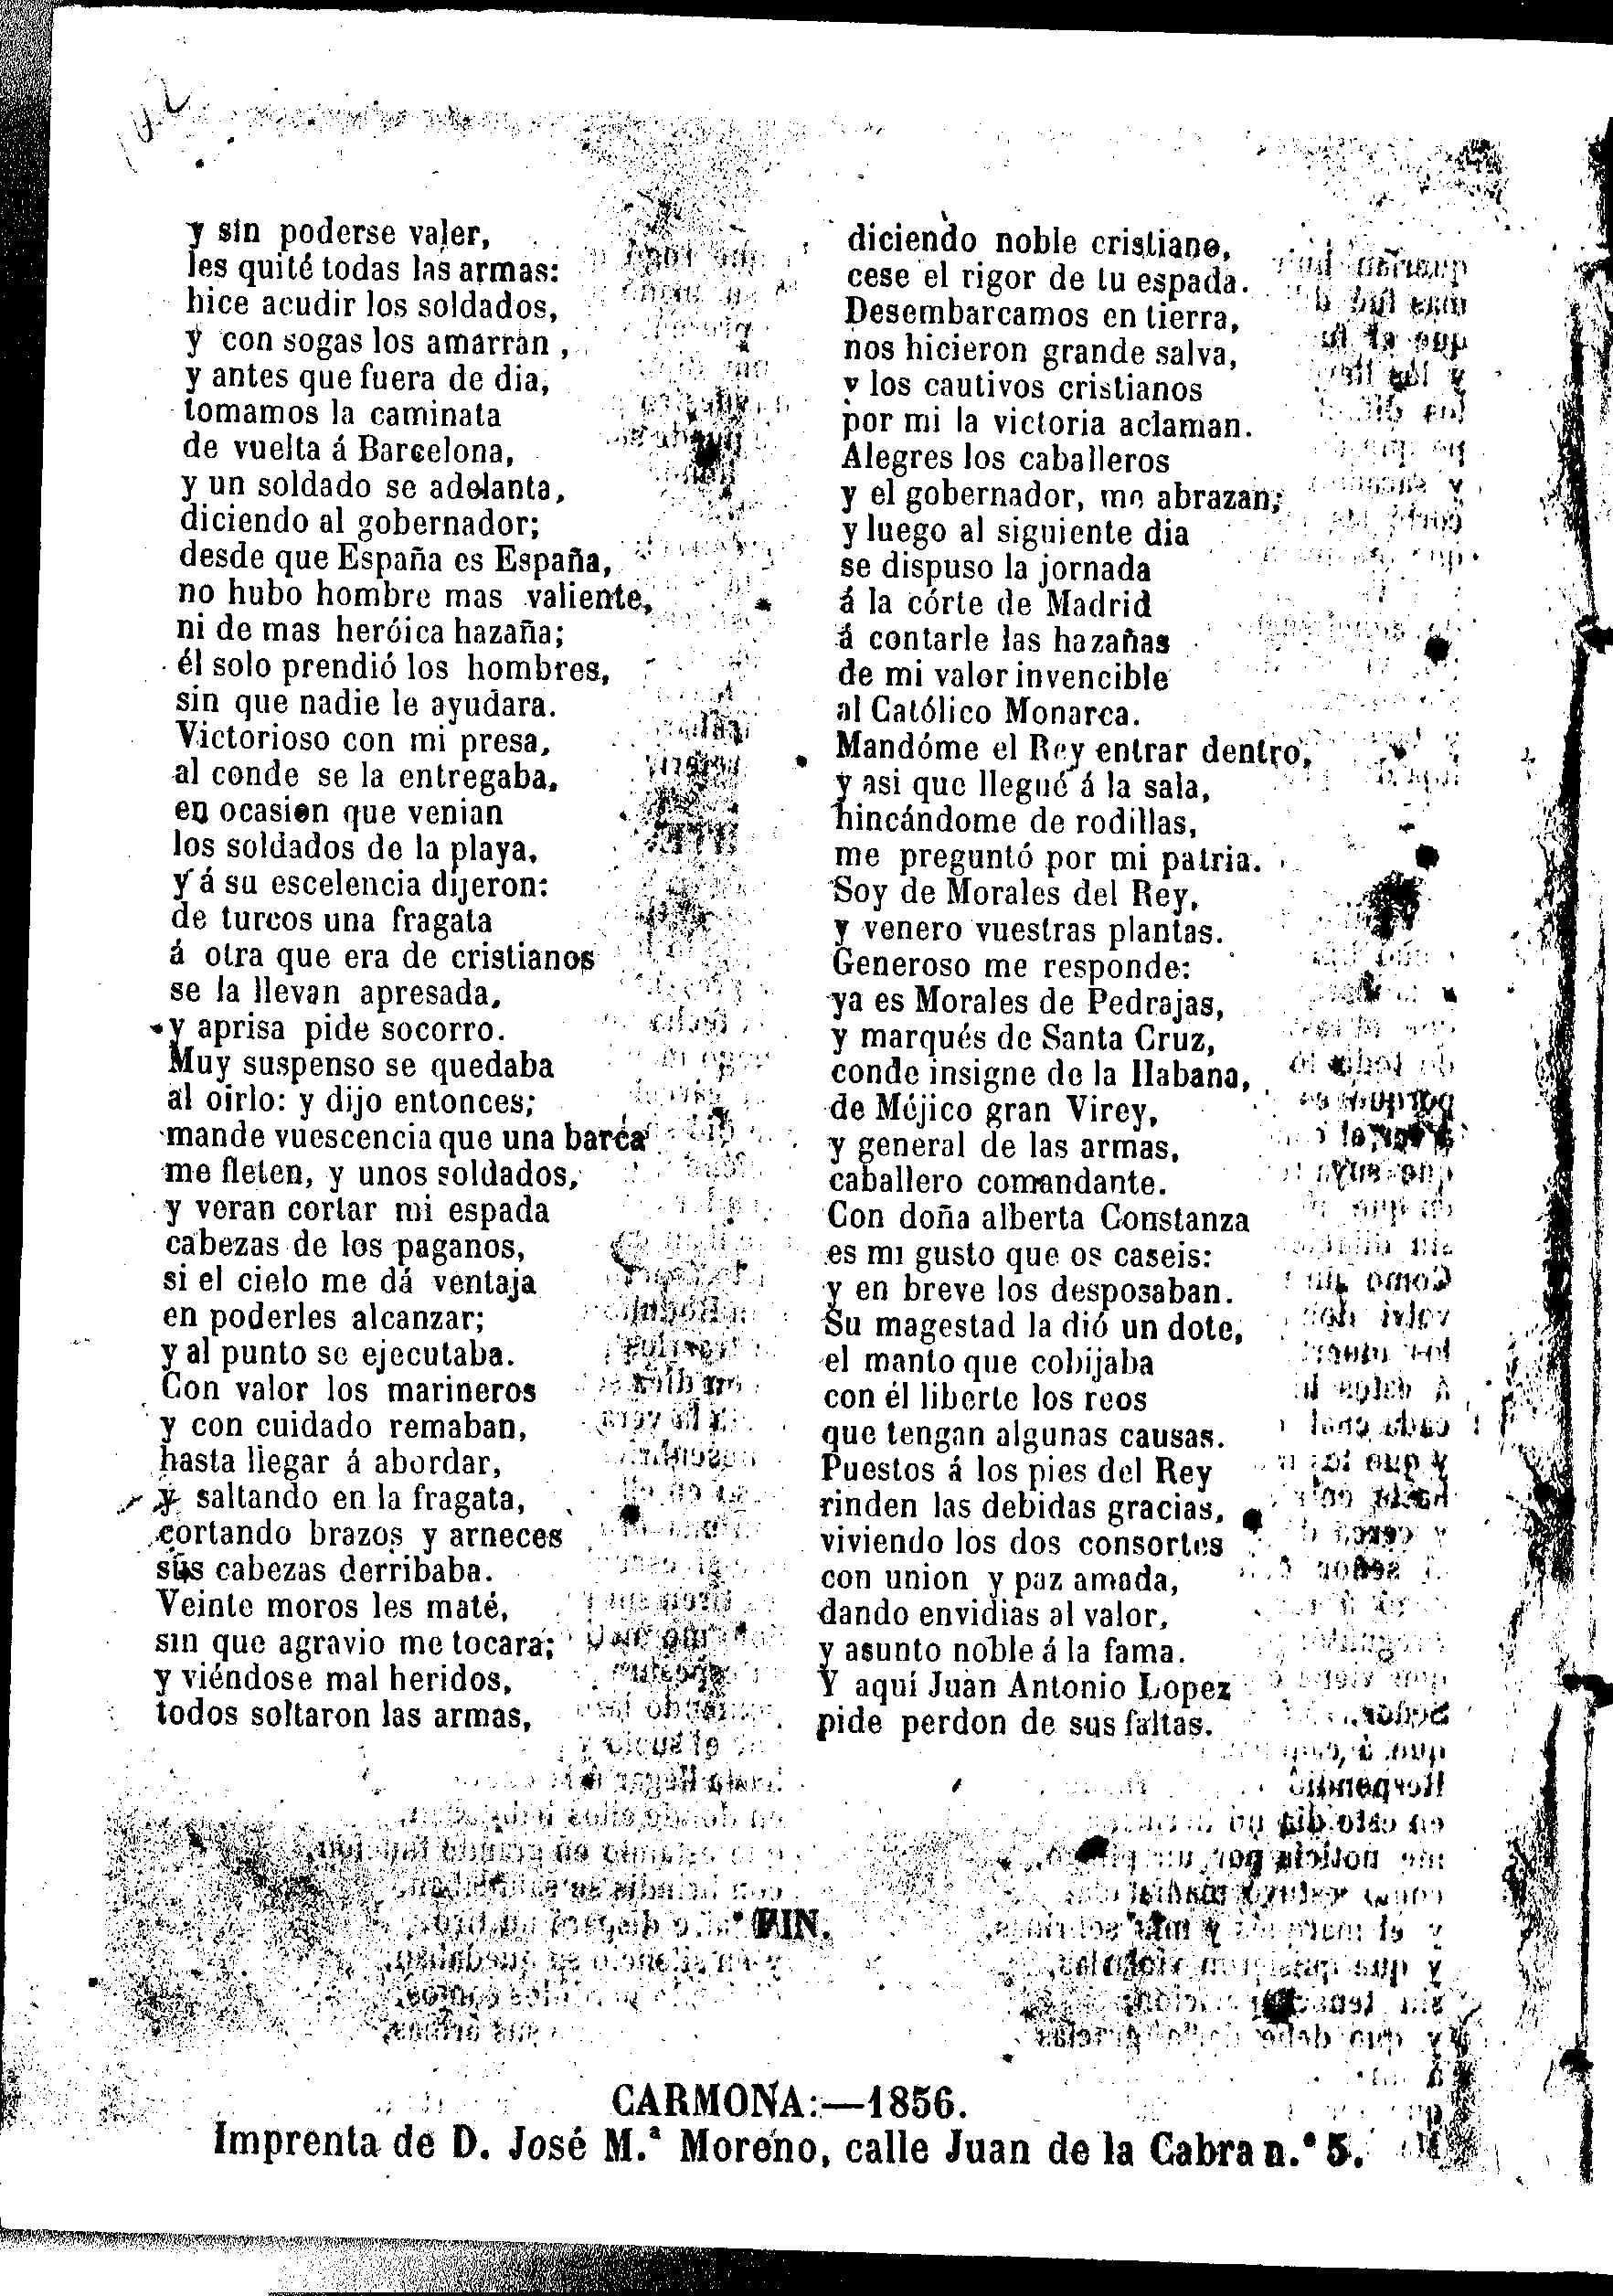 y sin poderse valer,
les quité todas las armas:
hice acudir los soldados,
y con sogas los amarran,
y antes que fuera de dia,
tomamos la caminata
de vuelta á Barcelona,
y un soldado se adelanta,
diciendo al gobernador;
desde que España es España,
no hubo hombre mas valiente,
ni de mas heróica hazaña;
él solo prendió los hombres,
sin que nadie le ayudara.
Victorioso con mi presa,
al conde se la entregaba,
en ocasion que venian
los soldados de la playa,
y á su escelencia dijeron:
de turcos una fragata
á otra que era de cristianos
se la llevan apresada,
y aprisa pide socorro.
Muy suspenso se quedaba
al oirlo: y dijo entonces;
mande vuescencia que una barca
me fleten, y unos soldados,
y veran cortar mi espada
cabezas de los paganos,
si el cielo me dá ventaja
en poderles alcanzar;
y al punto se ejecutaba.
Con valor los marineros
y con cuidado remaban,
hasta llegar á abordar,
y saltando en la fragata,
cortando brazos y arneces
sus cabezas derribaba.
Veinte moros les maté,
sin que agravio me tocara;
y viéndose mal heridos,
todos soltaron las armas,
diciendo noble cristiano,
cese el rigor de tu espada.
Desembarcamos en tierra,
nos hicieron grande salva,
y los cautivos cristianos
por mi la victoria aclaman.
Alegres los caballeros
y el gobernador, me abrazan;
y luego al siguiente dia
se dispuso la jornada
á la córte de Madrid
á contarle las hazañas
de mi valor invencible
al Católico Monarca.
Mandóme el Rey entrar dentro,
y asi que llegué á la sala,
hincándome de rodillas,
me preguntó por mi patria.
Soy de Morales del Rey,
y venero vuestras plantas.
Generoso me responde:
ya es Morales de Pedrajas,
y marqués de Santa Cruz,
conde insigne de la Habana,
de Méjico gran Virey,
y general de las armas,
caballero comandante.
Con doña alberta Constanza
es mi gusto que os caseis:
y en breve los desposaban.
Su magestad la dió un dote,
el manto que cobijaba
con él liberte los reos
que tengan algunas causas.
Puestos á los pies del Rey
rinden las debidas gracias,
viviendo los dos consortes
con union y paz amada,
dando envidias al valor,
y asunto noble á la fama.
Y aquí Juan Antonio Lopez
pide perdon de sus faltas.
FIN.
CARMONA:—1856.
Imprenta de D. José M.ª Moreno, calle Juan de la Cabra n.º 5.